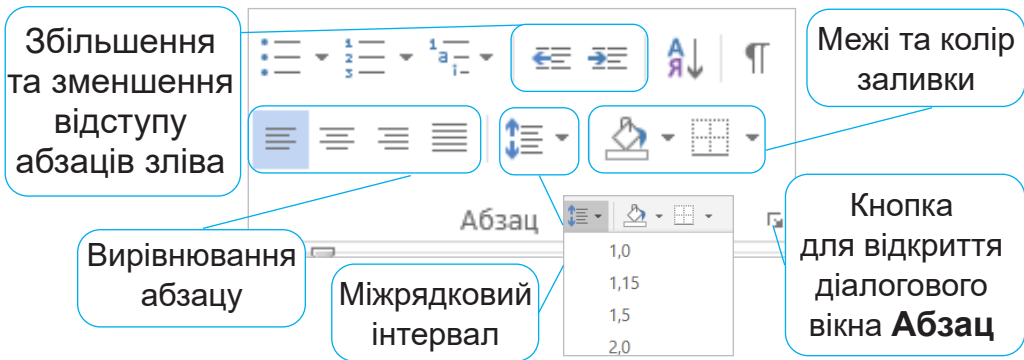 Збільшення
та зменшення
відступу
абзаців зліва
Межі та колір
заливки
Абзац
Вирівнювання
абзацу
Міжрядковий
інтервал
1,0
1,15
1,5
2,0
Кнопка
для відкриття
діалогового
вікна Абзац